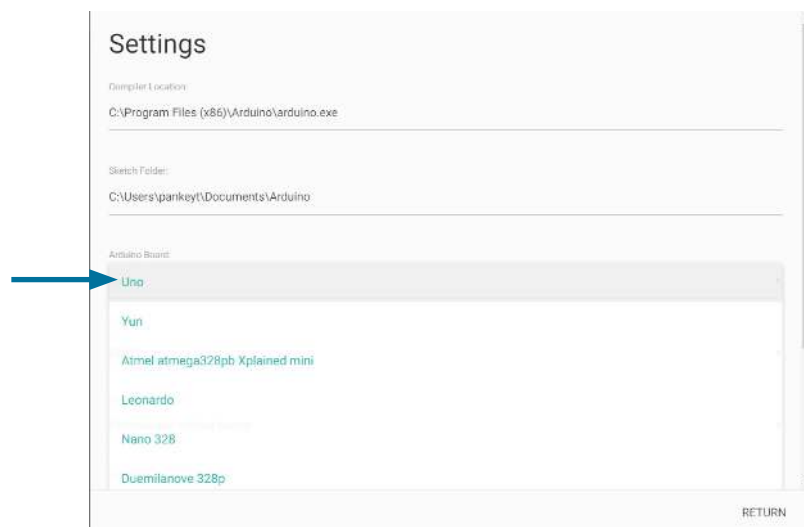 Settings
Compiler Location:
C:\Program Files (x86)\Arduino\arduino.exe
Sketch Folder:
C:\Users\pankeyt\Documents\Arduino
Arduino Board:
Uno
Yun
Atmel atmega328pb Xplained mini
Leonardo
Nano 328
Duemilanove 328p
RETURN